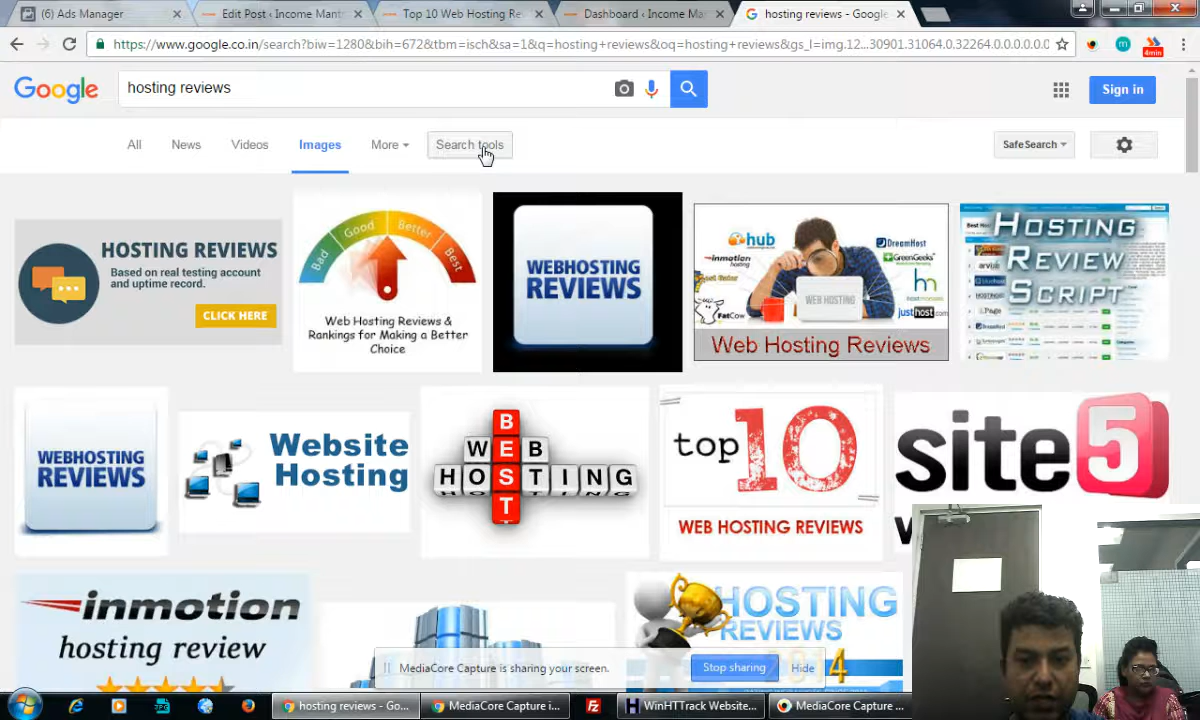 (6) Ads Manager
Edit Post ‹ Income Mantr
Top 10 Web Hosting Re
Dashboard ‹ Income Ma
hosting reviews - Google
https://www.google.co.in/search?biw=1280&bih=672&tbm=isch&sa=1&q=hosting+reviews&oq=hosting+reviews&gs_l=img.12...30901.31064.0.32264.0.0.0.0.0.0.0
4min
Google
hosting reviews
Sign in
All
News
Videos
Images
More
Search tools
SafeSearch
HOSTING REVIEWS
Based on real testing account
and uptime record.
CLICK HERE
Bad
Good
Better
Best
Web Hosting Reviews &
Rankings for Making a Better
Choice
WEBHOSTING
REVIEWS
hub
DreamHost
inmotion
GreenGeeks
hn
WEB HOSTING
FatCow
justhost.com
Web Hosting Reviews
HOSTING
REVIEW
SCRIPT
WEBHOSTING
REVIEWS
Website
Hosting
BEST
WEB
HOSTING
top 10
WEB HOSTING REVIEWS
site5
inmotion
hosting review
HOSTING
REVIEWS
MediaCore Capture is sharing your screen.
Stop sharing
Hide
hosting reviews - Go...
MediaCore Capture i...
WinHTTrack Website...
MediaCore Capture ...